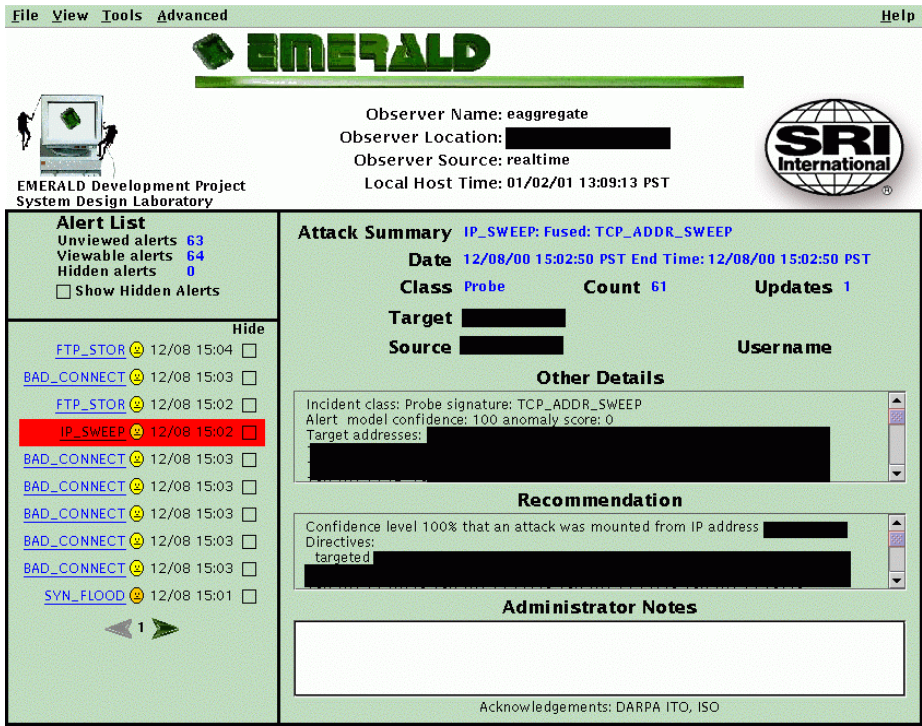 File View Tools Advanced Help
EMERALD
Observer Name: eaggregate
Observer Location:
Observer Source: realtime
Local Host Time: 01/02/01 13:09:13 PST
EMERALD Development Project
System Design Laboratory
SRI
International
®
Alert List
Unviewed alerts 63
Viewable alerts 64
Hidden alerts 0
Show Hidden Alerts
Hide
FTP_STOR 12/08 15:04
BAD_CONNECT 12/08 15:03
FTP_STOR 12/08 15:02
IP_SWEEP 12/08 15:02
BAD_CONNECT 12/08 15:03
BAD_CONNECT 12/08 15:03
BAD_CONNECT 12/08 15:03
BAD_CONNECT 12/08 15:03
BAD_CONNECT 12/08 15:03
SYN_FLOOD 12/08 15:01
1
Attack Summary IP_SWEEP: Fused: TCP_ADDR_SWEEP
Date 12/08/00 15:02:50 PST End Time: 12/08/00 15:02:50 PST
Class Probe Count 61 Updates 1
Target
Source Username
Other Details
Incident class: Probe signature: TCP_ADDR_SWEEP
Alert model confidence: 100 anomaly score: 0
Target addresses:
Recommendation
Confidence level 100% that an attack was mounted from IP address
Directives:
targeted
Administrator Notes
Acknowledgements: DARPA ITO, ISO